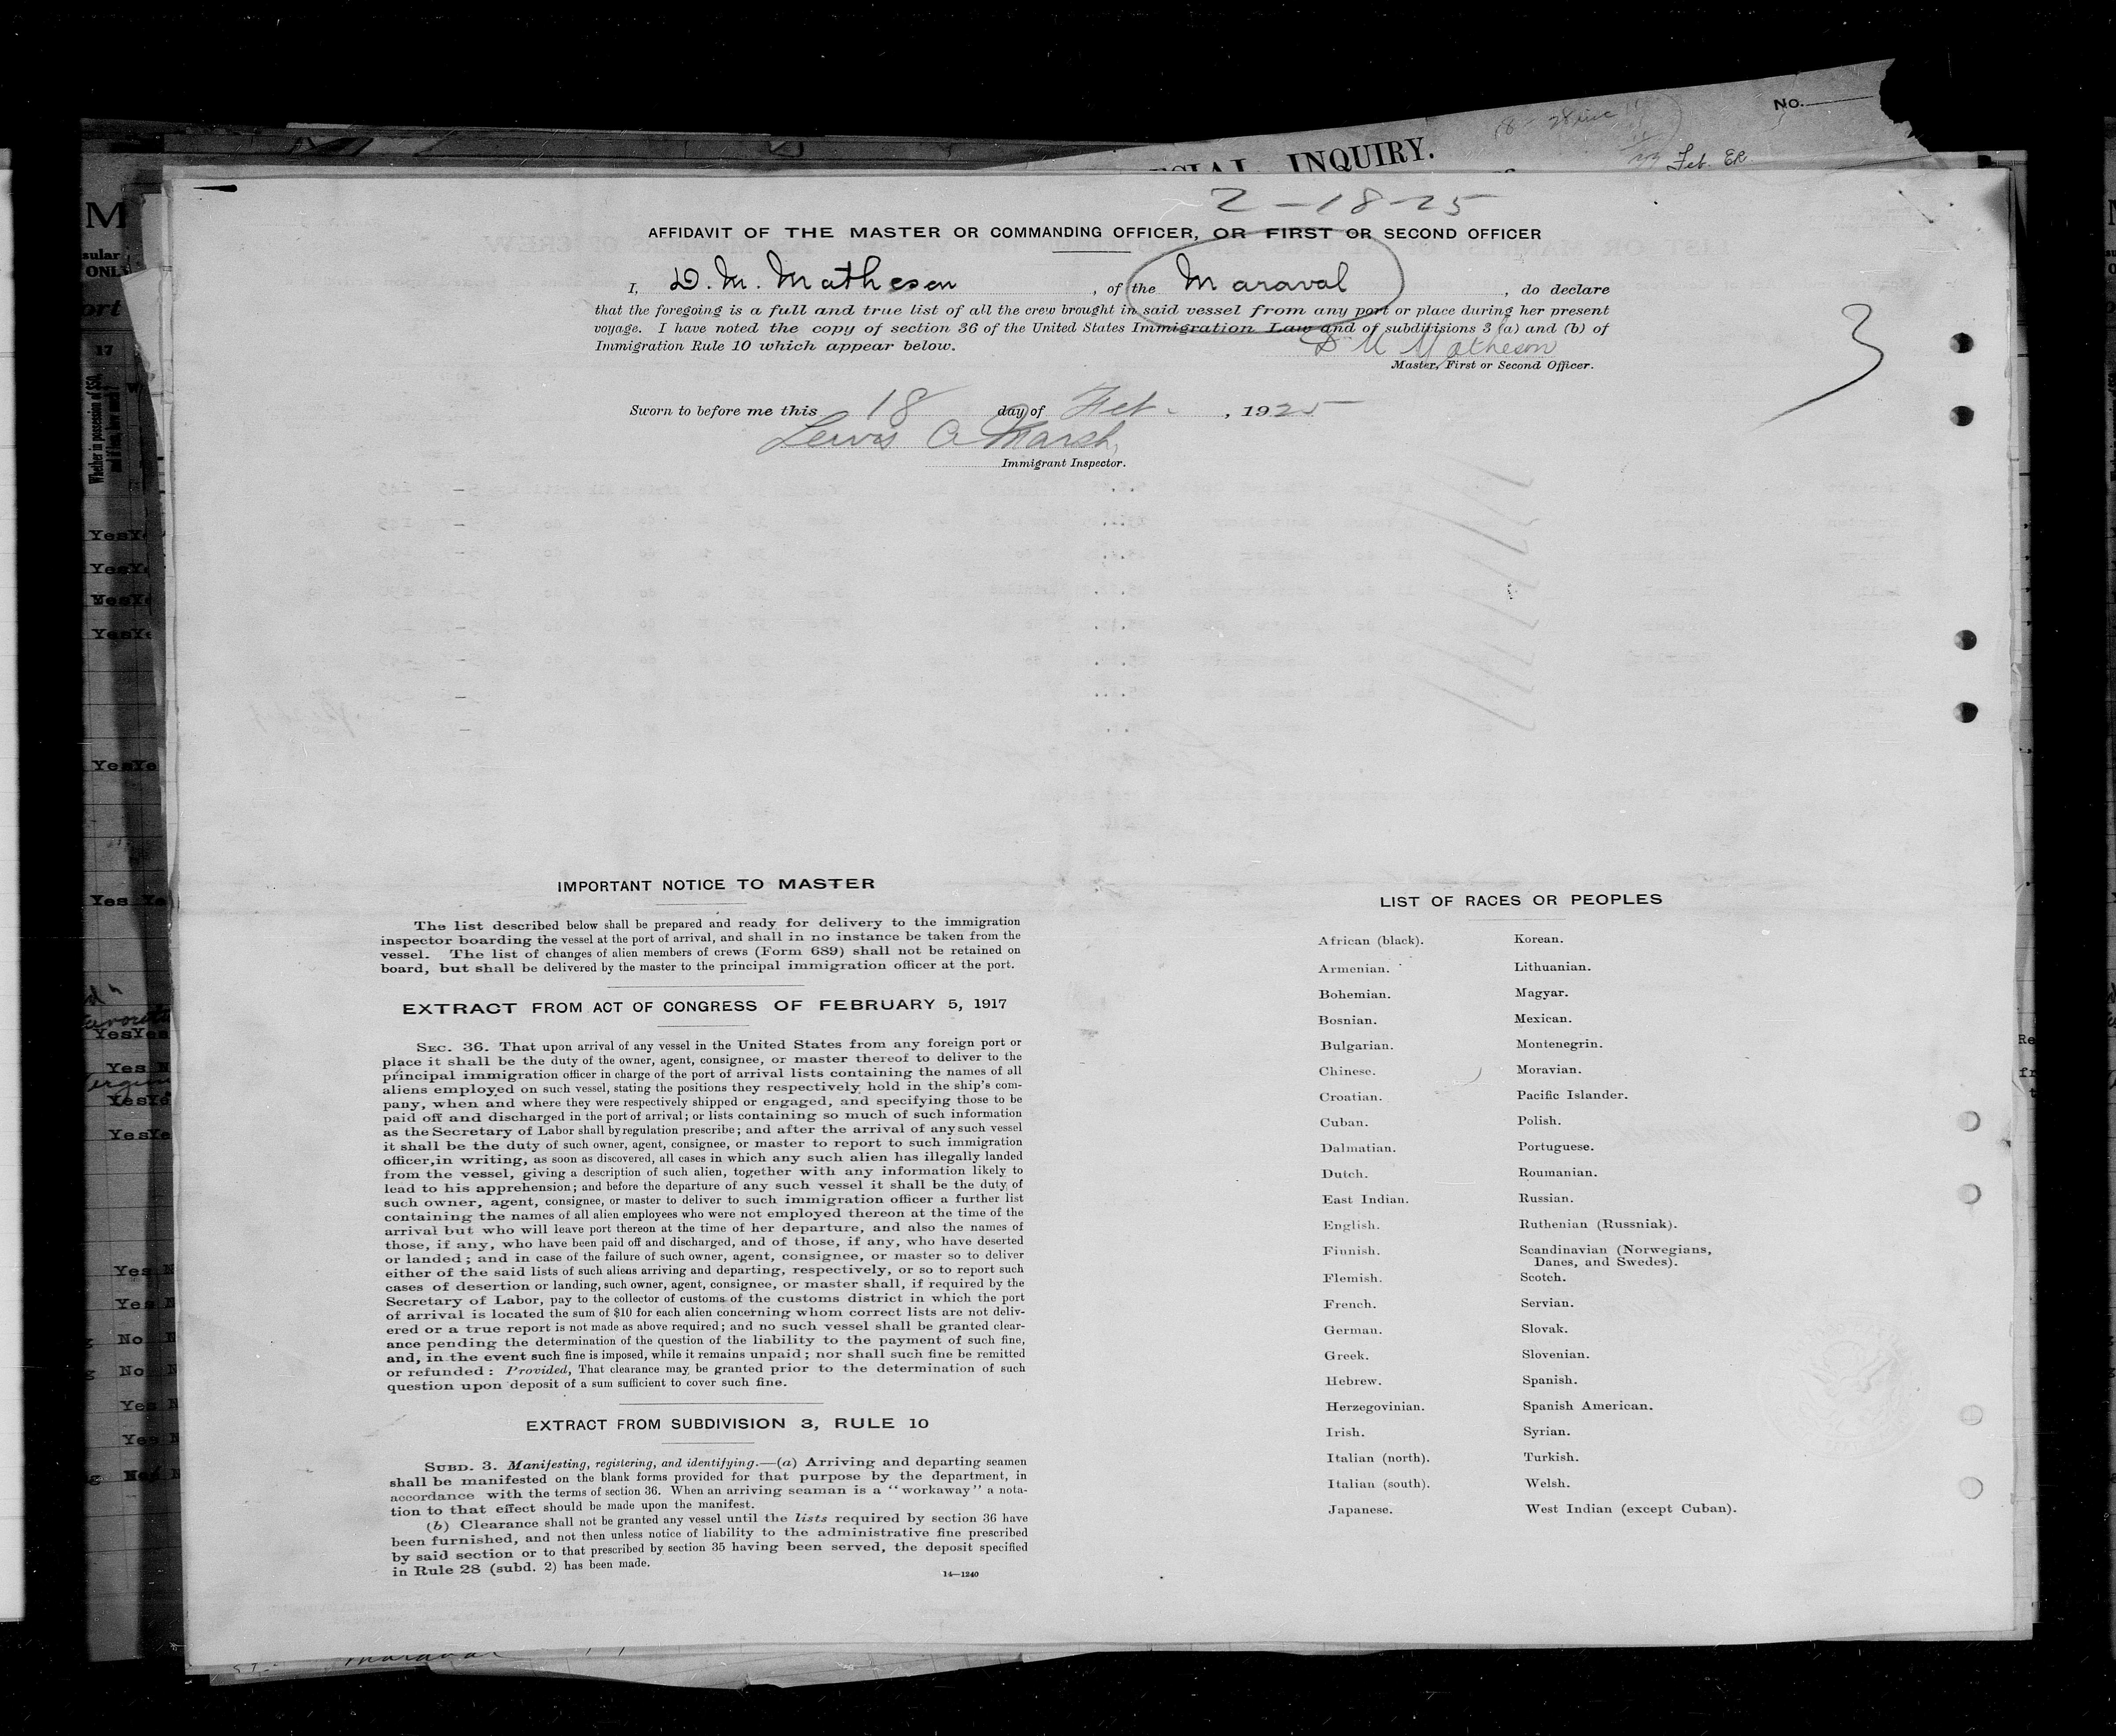 No.
Feb. ER
INQUIRY.
2-18-25
AFFIDAVIT OF THE MASTER OR COMMANDING OFFICER, OR FIRST OR SECOND OFFICER
I, D. M. Matheson, of the Maraval, do declare
that the foregoing is a full and true list of all the crew brought in said vessel from any port or place during her present
voyage. I have noted the copy of section 36 of the United States Immigration Law and of subdivisions 3 (a) and (b) of
Immigration Rule 10 which appear below.
D M Matheson
Master, First or Second Officer.
3
Sworn to before me this 18 day of Feb., 1925
Lewis A Marsh,
Immigrant Inspector.
IMPORTANT NOTICE TO MASTER
The list described below shall be prepared and ready for delivery to the immigration
inspector boarding the vessel at the port of arrival, and shall in no instance be taken from the
vessel. The list of changes of alien members of crews (Form 689) shall not be retained on
board, but shall be delivered by the master to the principal immigration officer at the port.
EXTRACT FROM ACT OF CONGRESS OF FEBRUARY 5, 1917
SEC. 36. That upon arrival of any vessel in the United States from any foreign port or
place it shall be the duty of the owner, agent, consignee, or master thereof to deliver to the
principal immigration officer in charge of the port of arrival lists containing the names of all
aliens employed on such vessel, stating the positions they respectively hold in the ship's com-
pany, when and where they were respectively shipped or engaged, and specifying those to be
paid off and discharged in the port of arrival; or lists containing so much of such information
as the Secretary of Labor shall by regulation prescribe; and after the arrival of any such vessel
it shall be the duty of such owner, agent, consignee, or master to report to such immigration
officer, in writing, as soon as discovered, all cases in which any such alien has illegally landed
from the vessel, giving a description of such alien, together with any information likely to
lead to his apprehension; and before the departure of any such vessel it shall be the duty of
such owner, agent, consignee, or master to deliver to such immigration officer a further list
containing the names of all alien employees who were not employed thereon at the time of the
arrival but who will leave port thereon at the time of her departure, and also the names of
those, if any, who have been paid off and discharged, and of those, if any, who have deserted
or landed; and in case of the failure of such owner, agent, consignee, or master so to deliver
either of the said lists of such aliens arriving and departing, respectively, or so to report such
cases of desertion or landing, such owner, agent, consignee, or master shall, if required by the
Secretary of Labor, pay to the collector of customs of the customs district in which the port
of arrival is located the sum of $10 for each alien concerning whom correct lists are not deliv-
ered or a true report is not made as above required; and no such vessel shall be granted clear-
ance pending the determination of the question of the liability to the payment of such fine,
and, in the event such fine is imposed, while it remains unpaid; nor shall such fine be remitted
or refunded: Provided, That clearance may be granted prior to the determination of such
question upon deposit of a sum sufficient to cover such fine.
EXTRACT FROM SUBDIVISION 3, RULE 10
SUBD. 3. Manifesting, registering, and identifying.—(a) Arriving and departing seamen
shall be manifested on the blank forms provided for that purpose by the department, in
accordance with the terms of section 36. When an arriving seaman is a "workaway" a nota-
tion to that effect should be made upon the manifest.
(b) Clearance shall not be granted any vessel until the lists required by section 36 have
been furnished, and not then unless notice of liability to the administrative fine prescribed
by said section or to that prescribed by section 35 having been served, the deposit specified
in Rule 28 (subd. 2) has been made.
14—1240
LIST OF RACES OR PEOPLES
African (black). Korean.
Armenian. Lithuanian.
Bohemian. Magyar.
Bosnian. Mexican.
Bulgarian. Montenegrin.
Chinese. Moravian.
Croatian. Pacific Islander.
Cuban. Polish.
Dalmatian. Portuguese.
Dutch. Roumanian.
East Indian. Russian.
English. Ruthenian (Russniak).
Finnish. Scandinavian (Norwegians,
Danes, and Swedes).
Flemish. Scotch.
French. Servian.
German. Slovak.
Greek. Slovenian.
Hebrew. Spanish.
Herzegovinian. Spanish American.
Irish. Syrian.
Italian (north). Turkish.
Italian (south). Welsh.
Japanese. West Indian (except Cuban).
Maraval